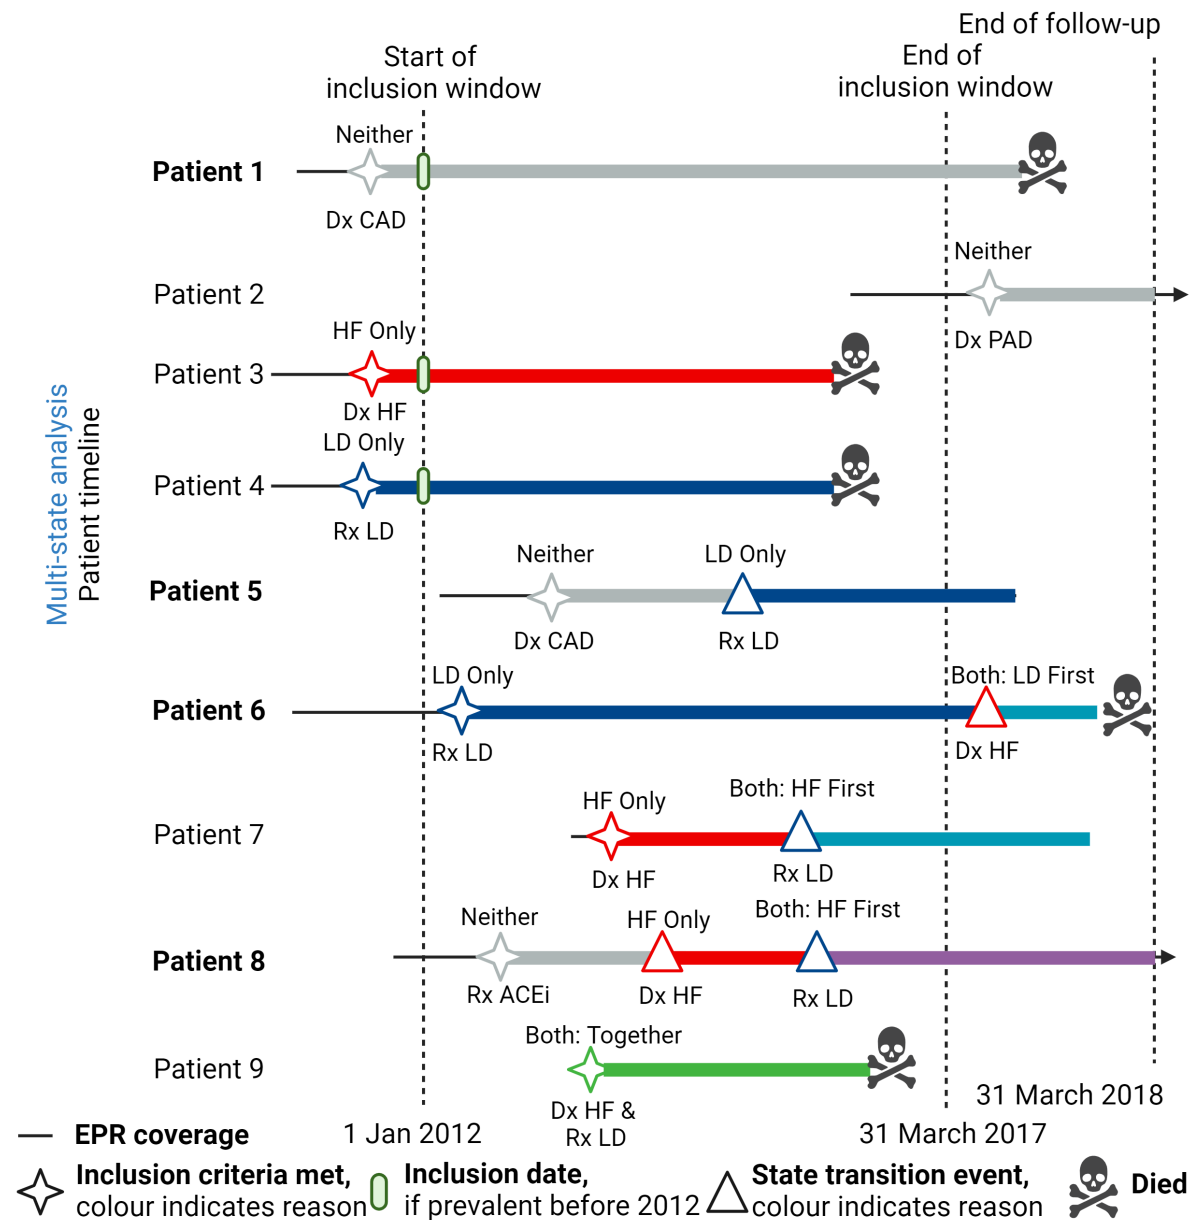 End of follow-up
Start of
inclusion window
End of
inclusion window
Neither
Patient 1
Dx CAD
Neither
Patient 2
Dx PAD
HF Only
Patient 3
Dx HF
LD Only
Patient 4
Rx LD
Multi-state analysis
Patient timeline
Neither
LD Only
Patient 5
Dx CAD
Rx LD
LD Only
Both: LD First
Patient 6
Rx LD
Dx HF
HF Only
Both: HF First
Patient 7
Dx HF
Rx LD
Neither
HF Only
Both: HF First
Patient 8
Rx ACEi
Dx HF
Rx LD
Both: Together
Patient 9
Dx HF &
Rx LD
31 March 2018
EPR coverage
1 Jan 2012
31 March 2017
Inclusion criteria met,
colour indicates reason
Inclusion date,
if prevalent before 2012
State transition event,
colour indicates reason
Died